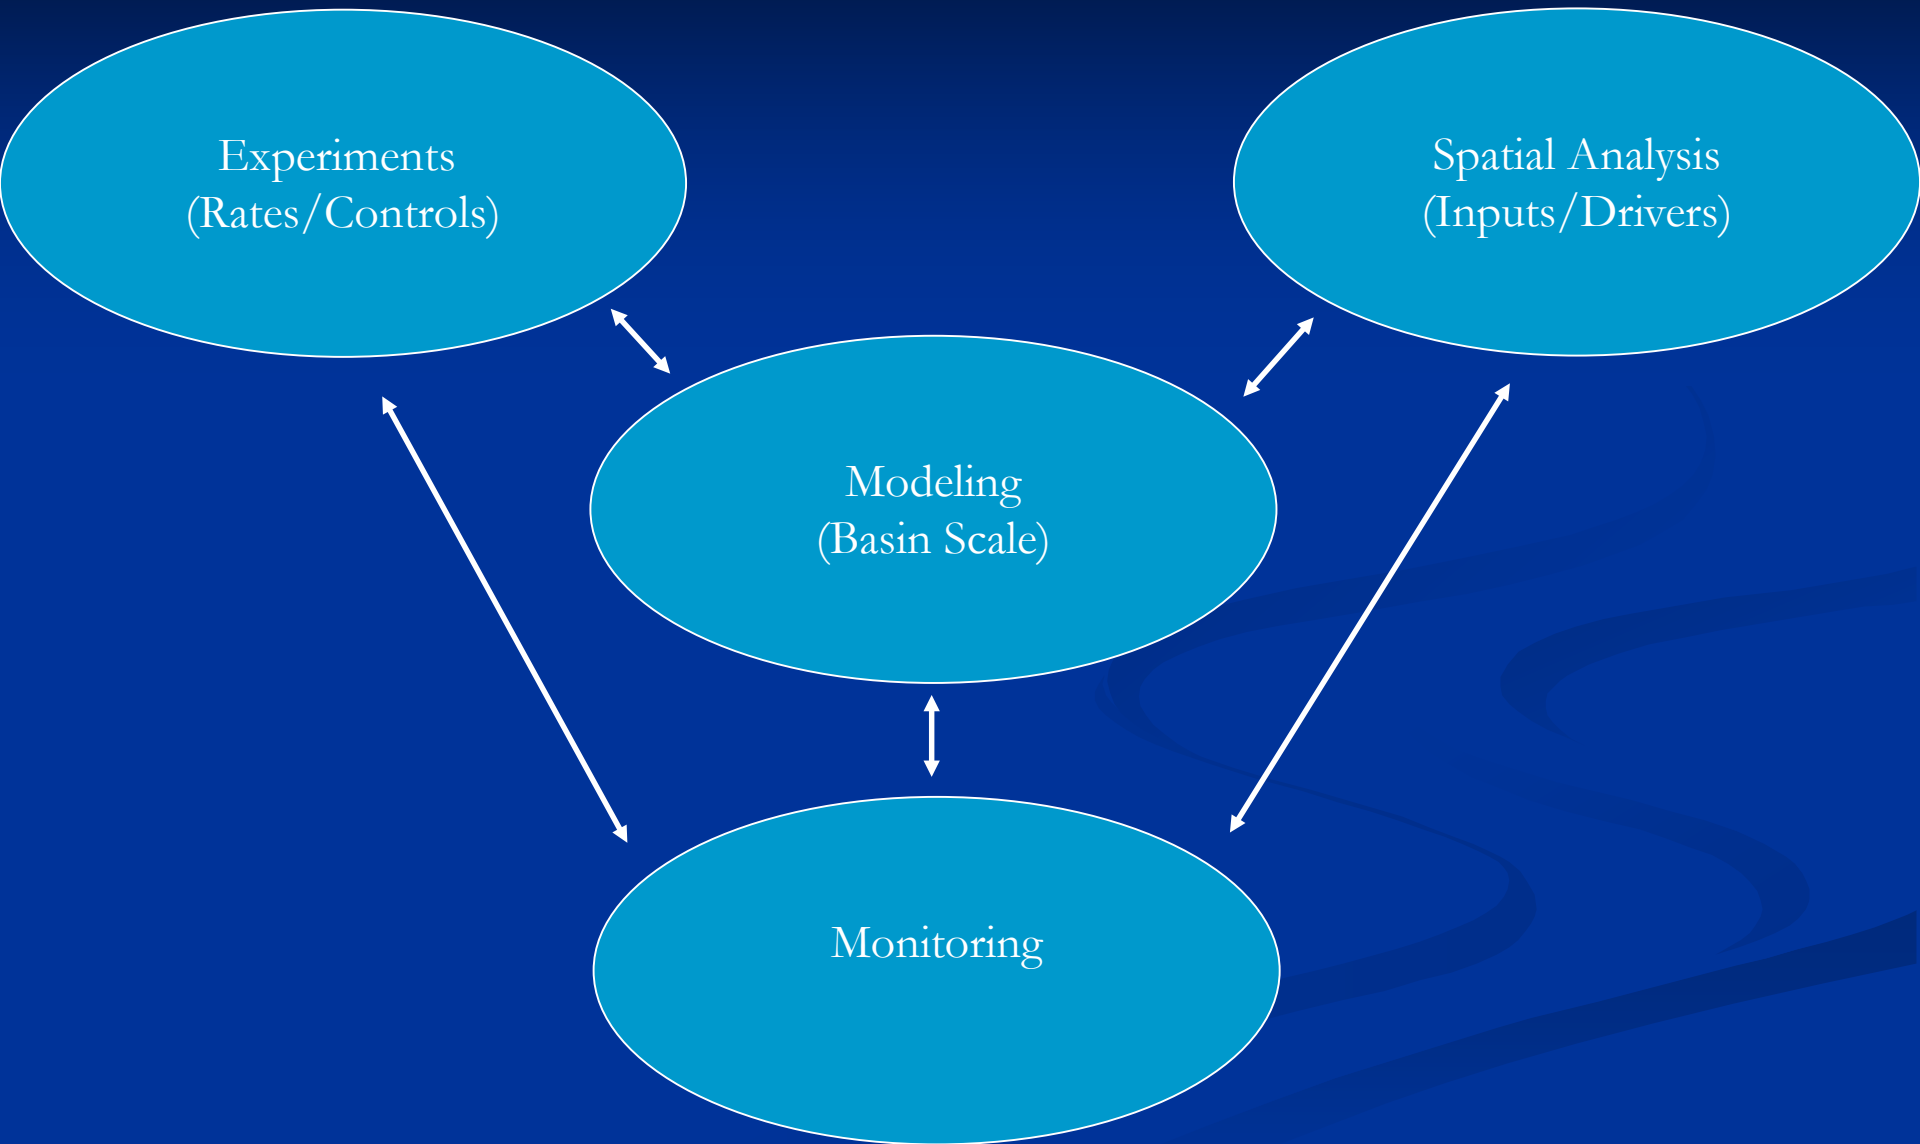 Experiments
(Rates/Controls)
Spatial Analysis
(Inputs/Drivers)
Modeling
(Basin Scale)
Monitoring